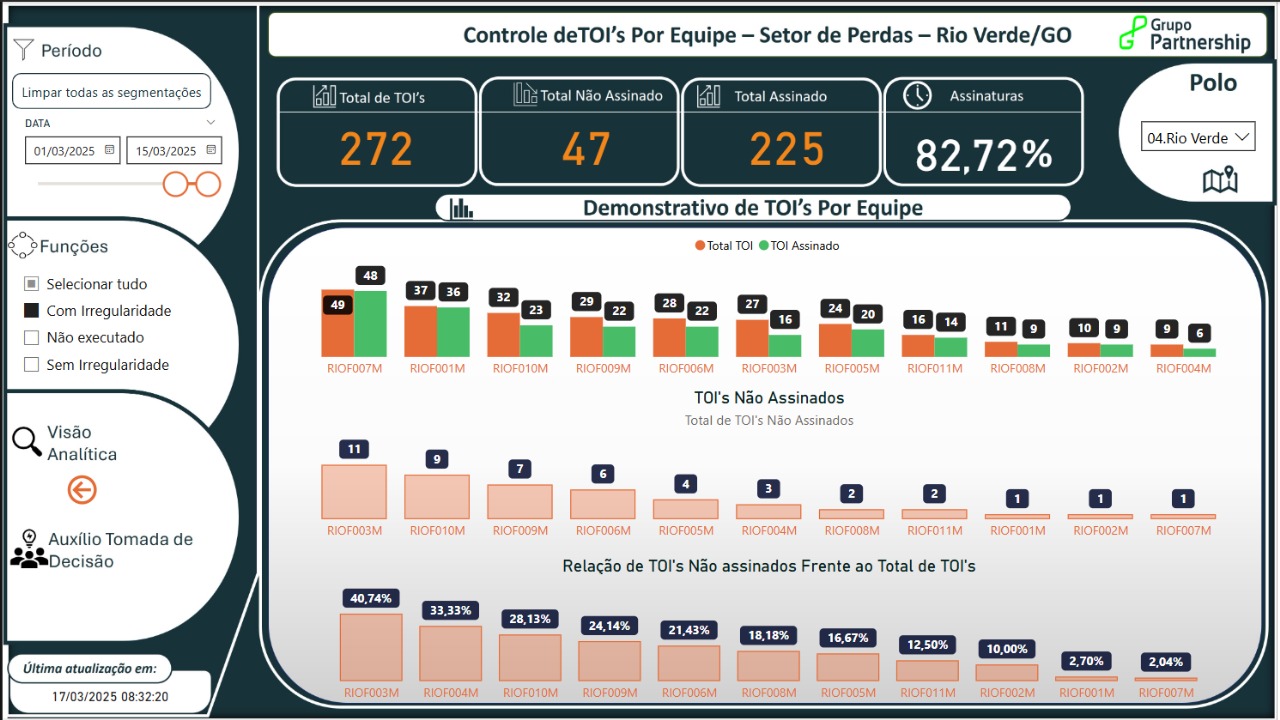 Controle deTOI's Por Equipe – Setor de Perdas – Rio Verde/GO
Grupo
Partnership
Período
Limpar todas as segmentações
DATA
01/03/2025 15/03/2025
Funções
Selecionar tudo
Com Irregularidade
Não executado
Sem Irregularidade
Visão
Analítica
Auxílio Tomada de
Decisão
Última atualização em:
17/03/2025 08:32:20
Total de TOI's
272
Total Não Assinado
47
Total Assinado
225
Assinaturas
82,72%
Polo
04.Rio Verde
Demonstrativo de TOI's Por Equipe
Total TOI TOI Assinado
49 48 37 36 32 23 29 22 28 22 27 16 24 20 16 14 11 9 10 9 9 6
RIOF007M RIOF001M RIOF010M RIOF009M RIOF006M RIOF003M RIOF005M RIOF011M RIOF008M RIOF002M RIOF004M
TOI's Não Assinados
Total de TOI's Não Assinados
11 9 7 6 4 3 2 2 1 1 1
RIOF003M RIOF010M RIOF009M RIOF006M RIOF005M RIOF004M RIOF008M RIOF011M RIOF001M RIOF002M RIOF007M
Relação de TOI's Não assinados Frente ao Total de TOI's
40,74% 33,33% 28,13% 24,14% 21,43% 18,18% 16,67% 12,50% 10,00% 2,70% 2,04%
RIOF003M RIOF004M RIOF010M RIOF009M RIOF006M RIOF008M RIOF005M RIOF011M RIOF002M RIOF001M RIOF007M